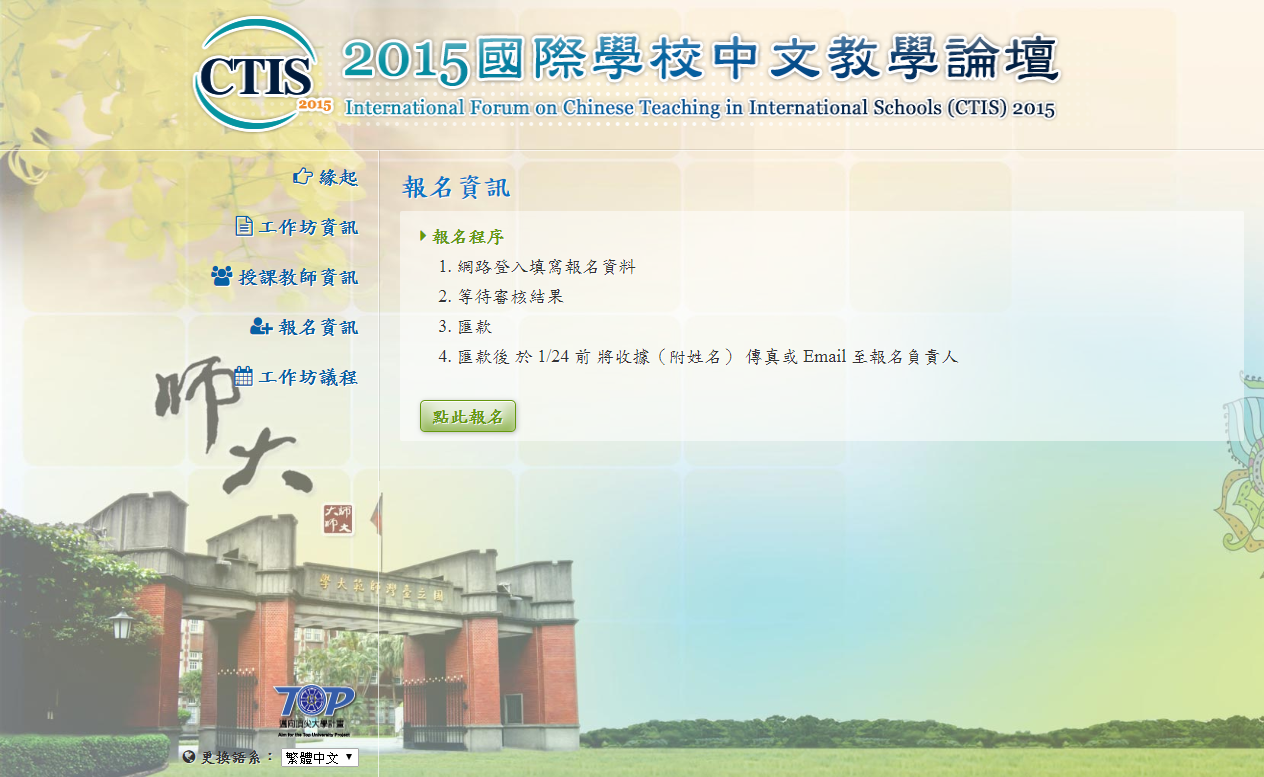 CTIS
2015
2015國際學校中文教學論壇
International Forum on Chinese Teaching in International Schools (CTIS) 2015
緣起
工作坊資訊
授課教師資訊
報名資訊
工作坊議程
報名資訊
報名程序
1. 網路登入填寫報名資料
2. 等待審核結果
3. 匯款
4. 匯款後 於 1/24 前 將收據（附姓名） 傳真或 Email 至報名負責人
點此報名
師大
大師
師大
學大範師灣臺立國
TOP
邁向頂尖大學計畫
Aim for the Top University Project
更換語系：
繁體中文